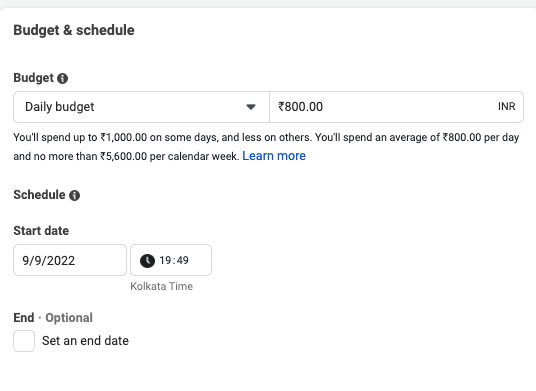 Budget & schedule
Budget
Daily budget ₹800.00 INR
You'll spend up to ₹1,000.00 on some days, and less on others. You'll spend an average of ₹800.00 per day
and no more than ₹5,600.00 per calendar week. Learn more
Schedule
Start date
9/9/2022 19:49
Kolkata Time
End · Optional
Set an end date